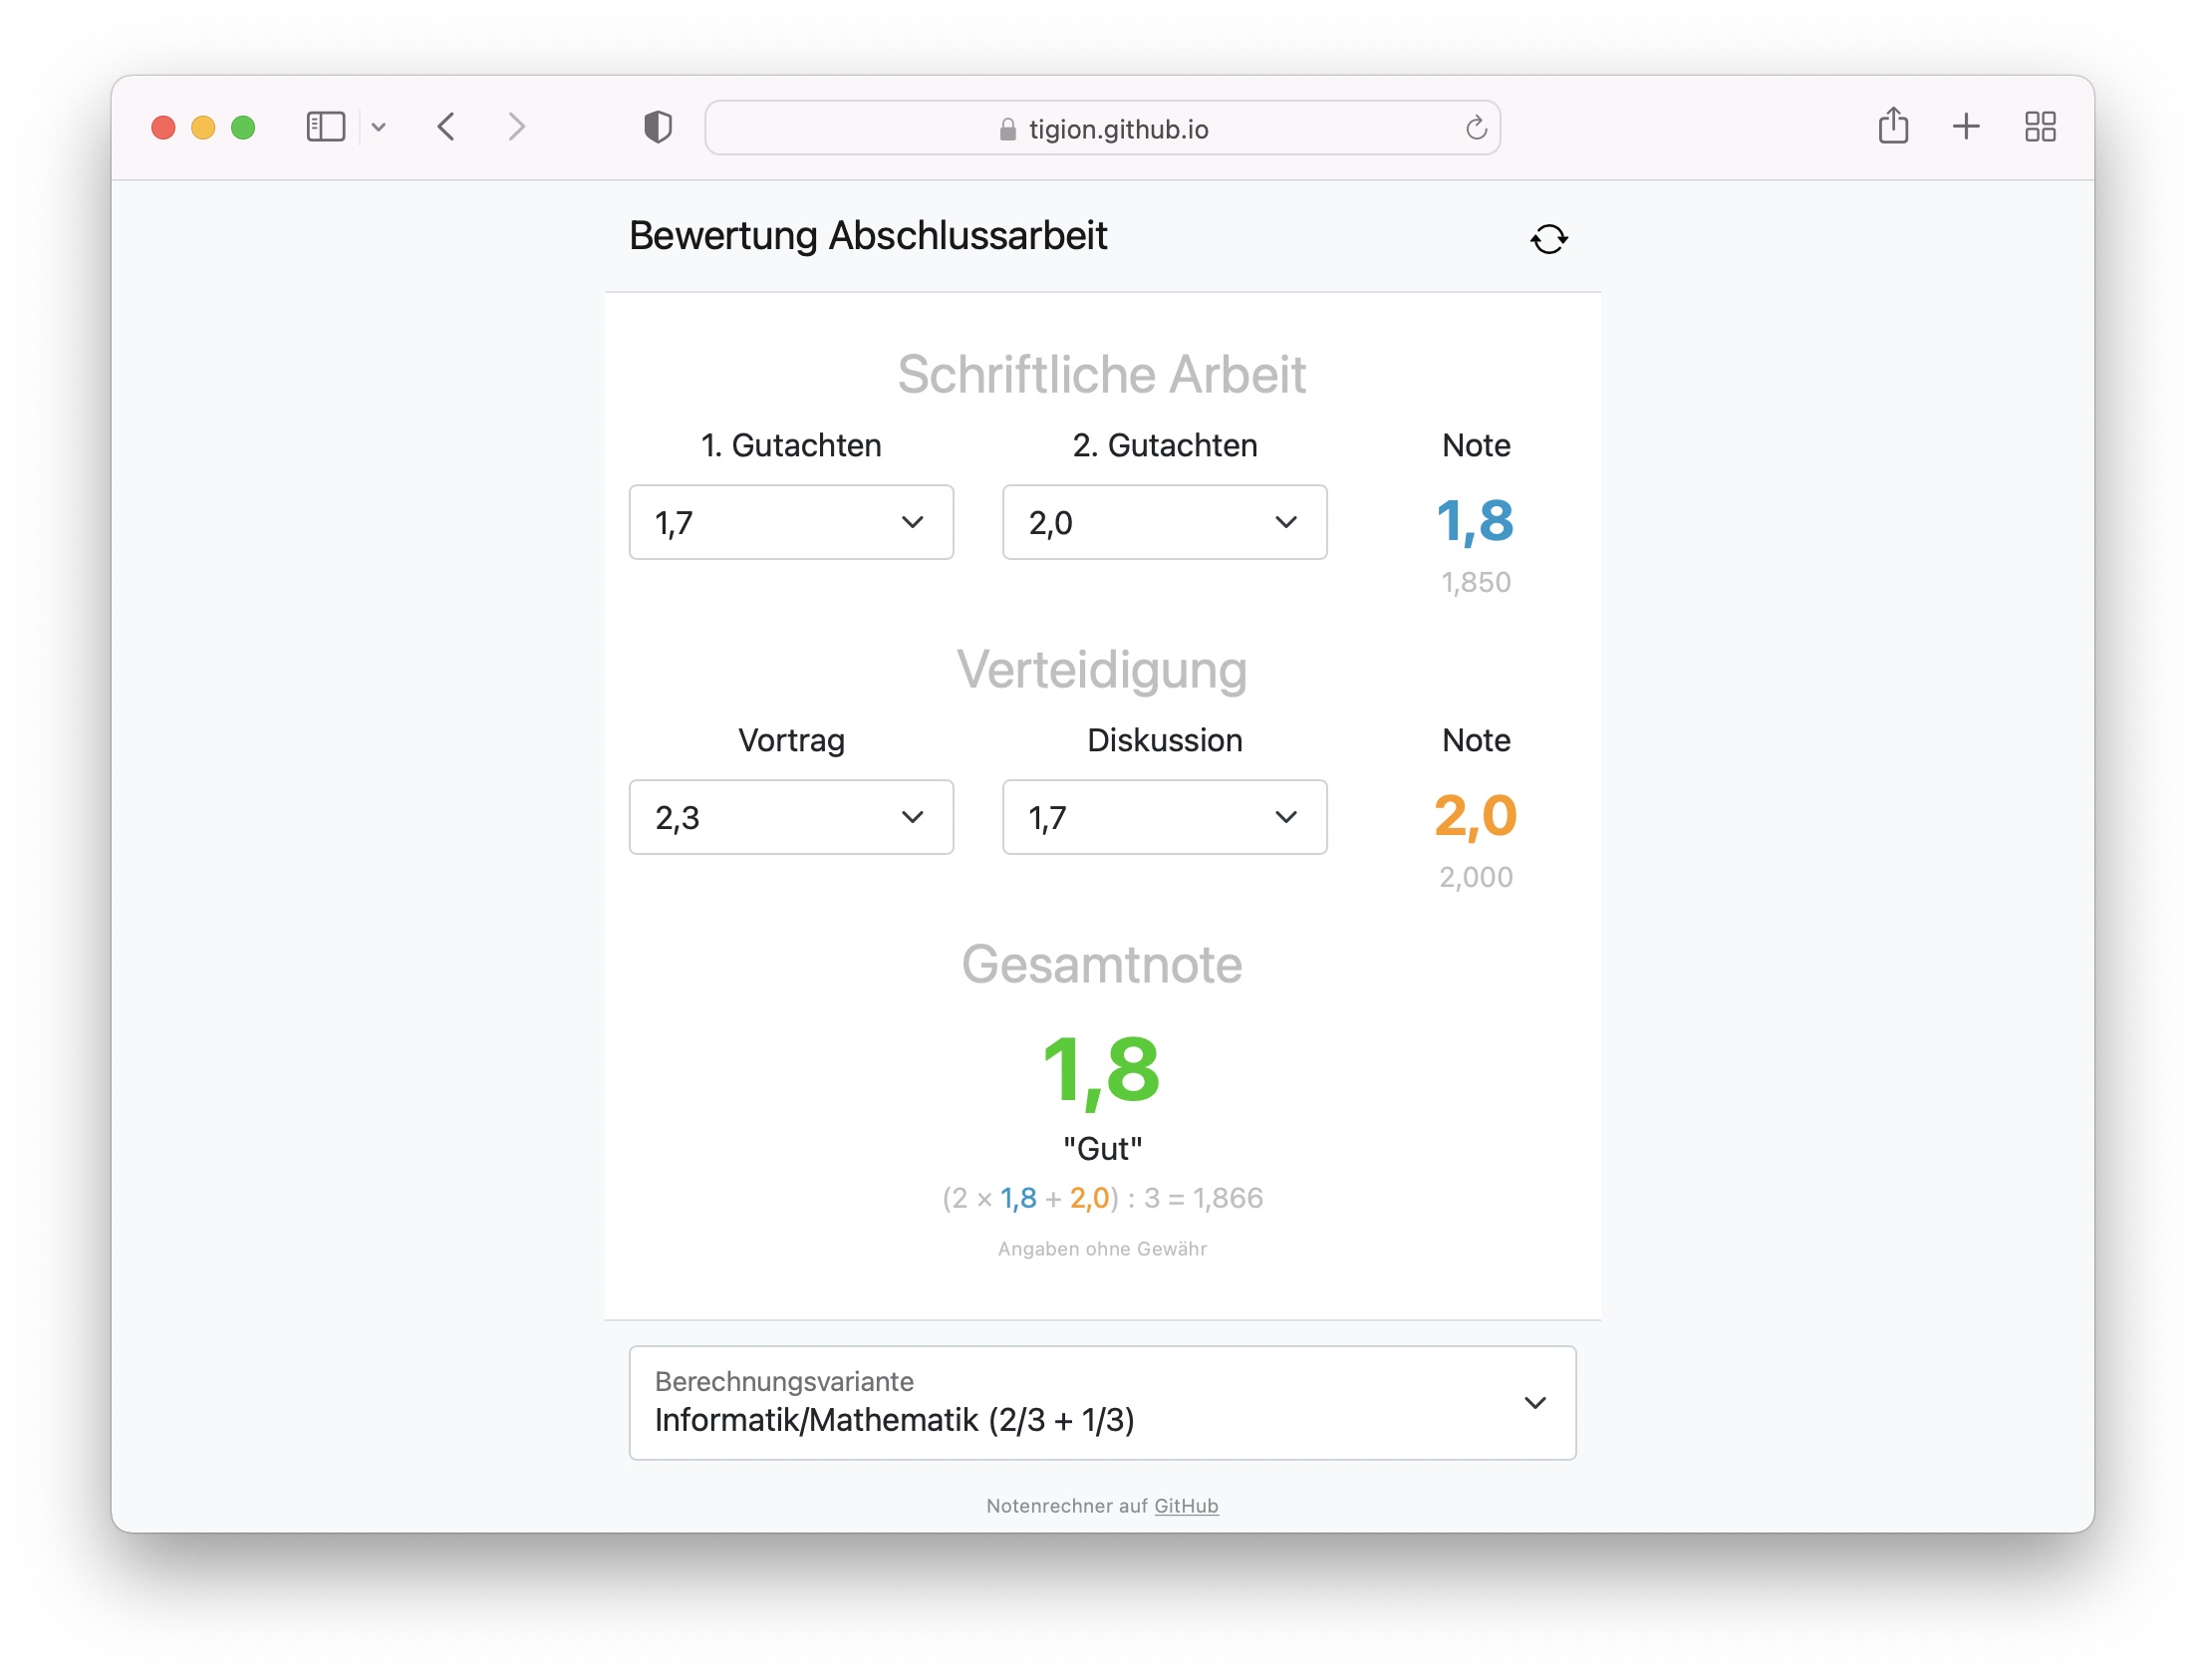 tigion.github.io
Bewertung Abschlussarbeit
Schriftliche Arbeit
1. Gutachten 2. Gutachten Note
1,7 2,0 1,8
1,850
Verteidigung
Vortrag Diskussion Note
2,3 1,7 2,0
2,000
Gesamtnote
1,8
"Gut"
(2 × 1,8 + 2,0) : 3 = 1,866
Angaben ohne Gewähr
Berechnungsvariante
Informatik/Mathematik (2/3 + 1/3)
Notenrechner auf GitHub